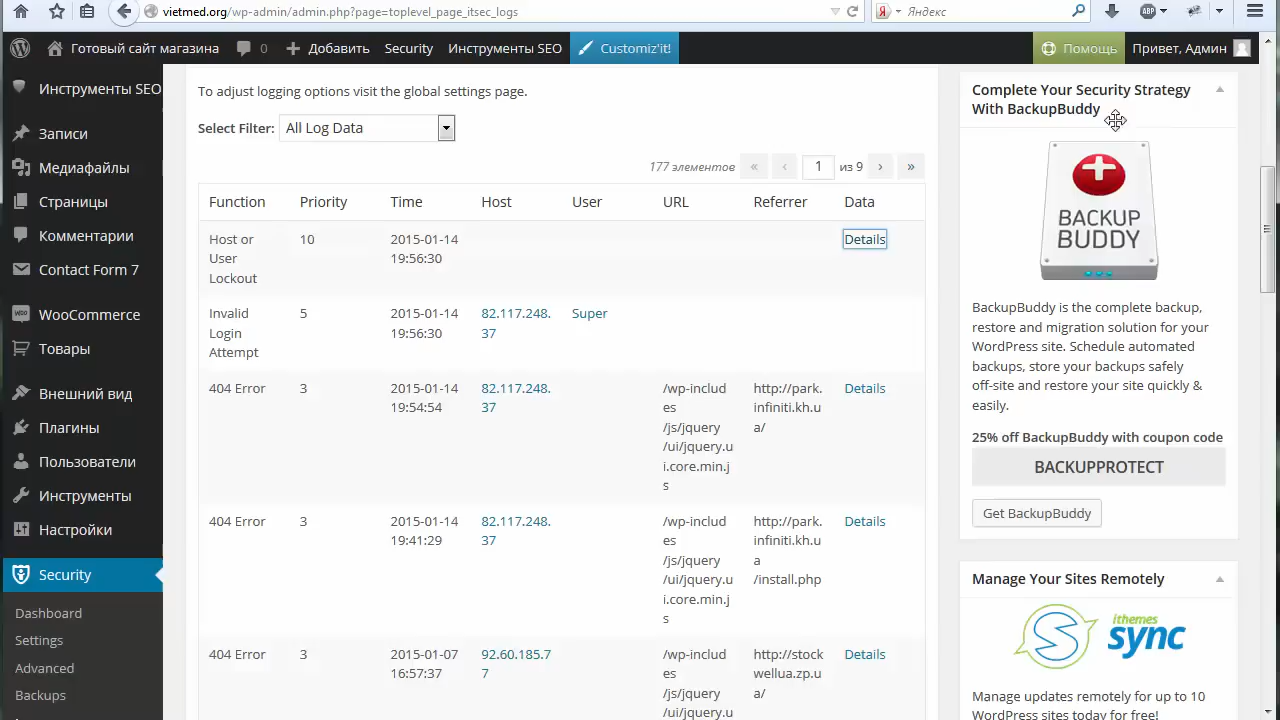 vietmed.org/wp-admin/admin.php?page=toplevel_page_itsec_logs
Яндекс
ABP
Готовый сайт магазина
0
Добавить
Security
Инструменты SEO
Customiz'it!
Помощь
Привет, Админ
Инструменты SEO
Записи
Медиафайлы
Страницы
Комментарии
Contact Form 7
WooCommerce
Товары
Внешний вид
Плагины
Пользователи
Инструменты
Настройки
Security
Dashboard
Settings
Advanced
Backups
To adjust logging options visit the global settings page.
Select Filter: All Log Data
177 элементов « ‹ 1 из 9 › »
Function Priority Time Host User URL Referrer Data
Host or 10 2015-01-14 Details
User 19:56:30
Lockout
Invalid 5 2015-01-14 82.117.248. Super
Login 19:56:30 37
Attempt
404 Error 3 2015-01-14 82.117.248. /wp-includ http://park. Details
19:54:54 37 es infiniti.kh.u
/js/jquery a/
/ui/jquery.u
i.core.min.j
s
404 Error 3 2015-01-14 82.117.248. /wp-includ http://park. Details
19:41:29 37 es infiniti.kh.u
/js/jquery a
/ui/jquery.u /install.php
i.core.min.j
s
404 Error 3 2015-01-07 92.60.185.7 /wp-includ http://stock Details
16:57:37 7 es wellua.zp.u
/js/jquery a/
/ui/jquery.u
Complete Your Security Strategy
With BackupBuddy
BACKUP
BUDDY
BackupBuddy is the complete backup,
restore and migration solution for your
WordPress site. Schedule automated
backups, store your backups safely
off-site and restore your site quickly &
easily.
25% off BackupBuddy with coupon code
BACKUPPROTECT
Get BackupBuddy
Manage Your Sites Remotely
ithemes
sync
Manage updates remotely for up to 10
WordPress sites today for free!